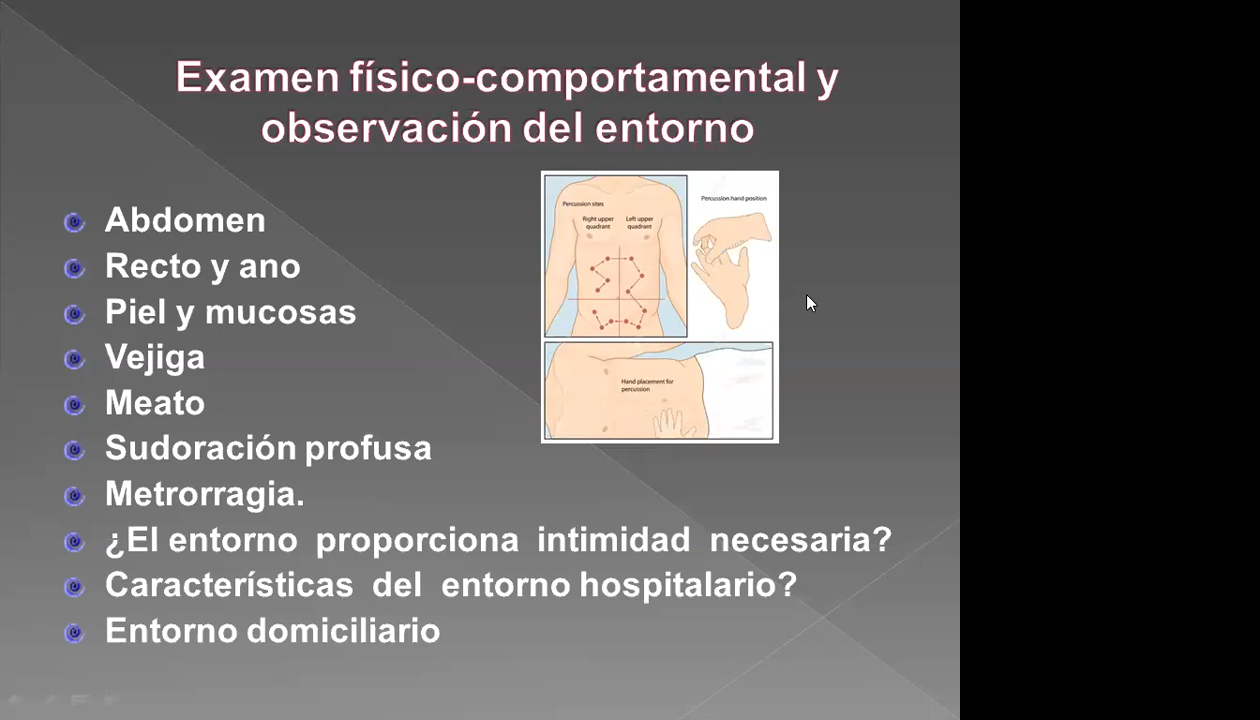 Examen físico-comportamental y
observación del entorno
Abdomen
Recto y ano
Piel y mucosas
Vejiga
Meato
Sudoración profusa
Metrorragia.
¿El entorno proporciona intimidad necesaria?
Características del entorno hospitalario?
Entorno domiciliario
Percussion sites
Right upper
quadrant
Left upper
quadrant
Percussion hand position
Hand placement for
percussion